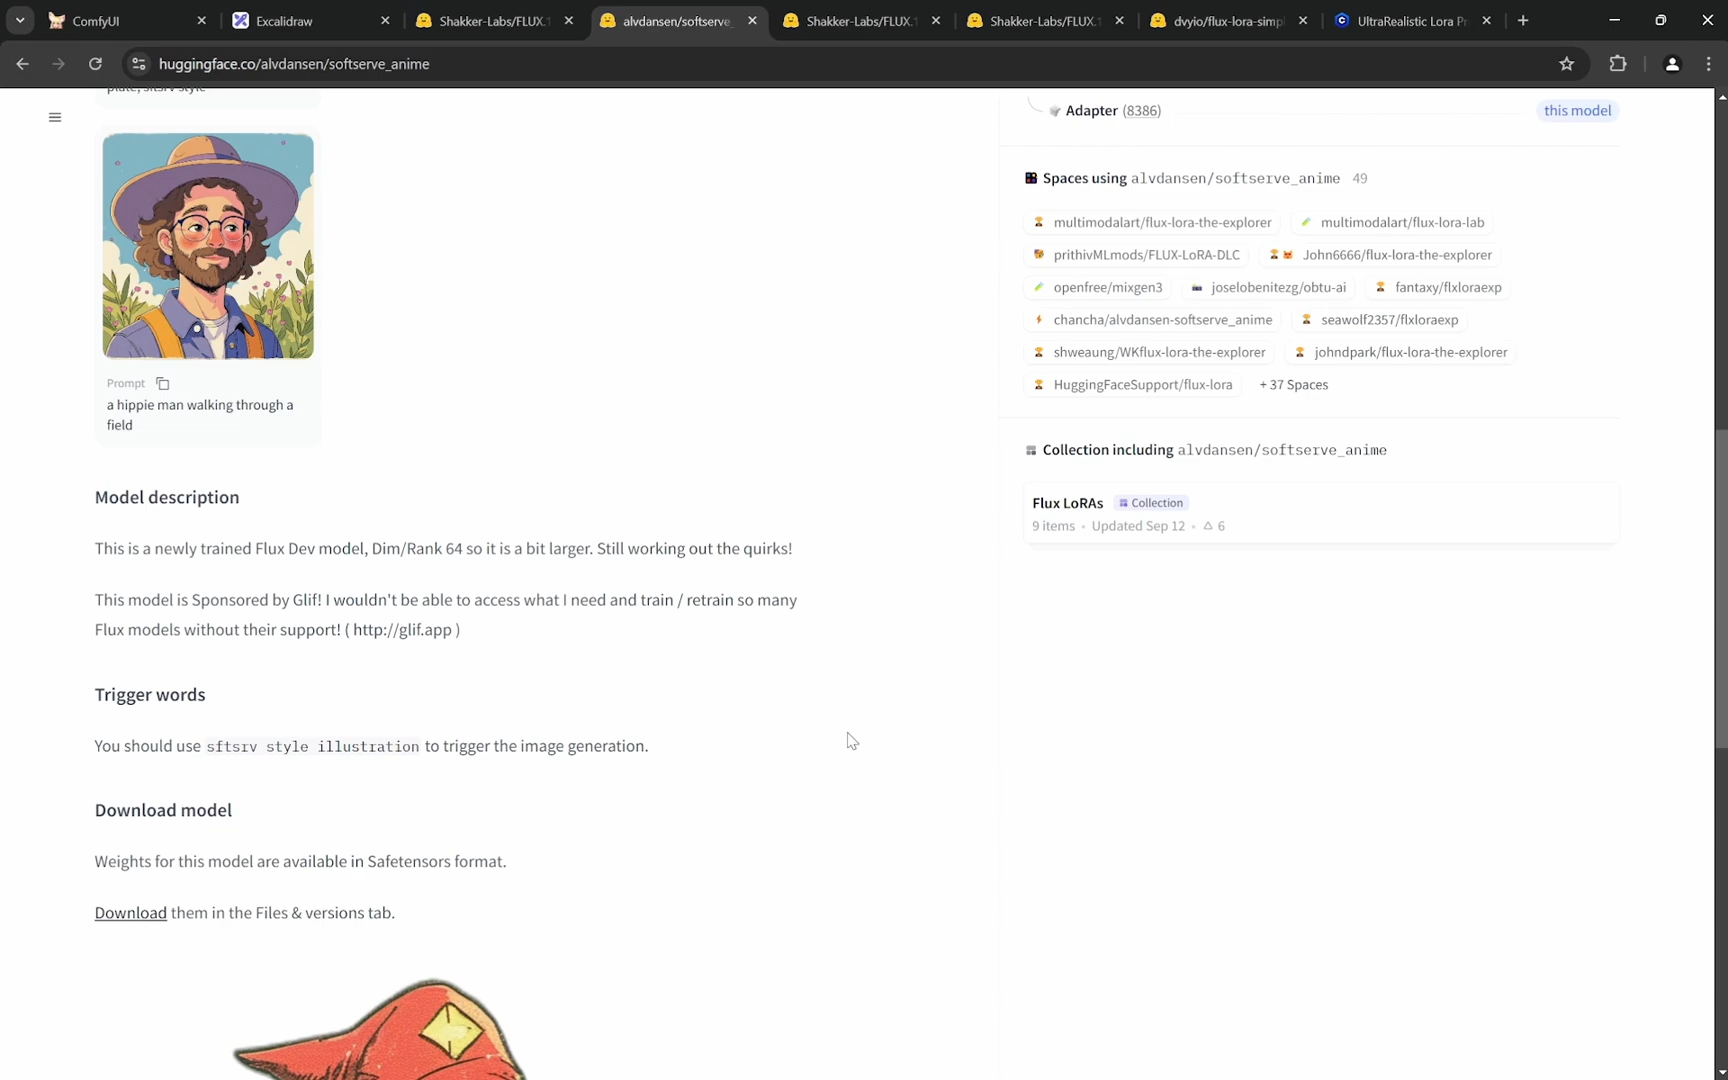 ComfyUI
Excalidraw
Shakker-Labs/FLUX.1
alvdansen/softserve_
Shakker-Labs/FLUX.1
Shakker-Labs/FLUX.1
dvyio/flux-lora-simpl
UltraRealistic Lora Pr
huggingface.co/alvdansen/softserve_anime
plate, sftsrv style
Prompt
a hippie man walking through a
field
Model description
This is a newly trained Flux Dev model, Dim/Rank 64 so it is a bit larger. Still working out the quirks!
This model is Sponsored by Glif! I wouldn't be able to access what I need and train / retrain so many
Flux models without their support! ( http://glif.app )
Trigger words
You should use sftsrv style illustration to trigger the image generation.
Download model
Weights for this model are available in Safetensors format.
Download them in the Files & versions tab.
Adapter (8386)
this model
Spaces using alvdansen/softserve_anime 49
multimodalart/flux-lora-the-explorer
multimodalart/flux-lora-lab
prithivMLmods/FLUX-LoRA-DLC
John6666/flux-lora-the-explorer
openfree/mixgen3
joselobenitezg/obtu-ai
fantaxy/flxloraexp
chancha/alvdansen-softserve_anime
seawolf2357/flxloraexp
shweaung/WKflux-lora-the-explorer
johndpark/flux-lora-the-explorer
HuggingFaceSupport/flux-lora
+ 37 Spaces
Collection including alvdansen/softserve_anime
Flux LoRAs Collection
9 items • Updated Sep 12 • 6